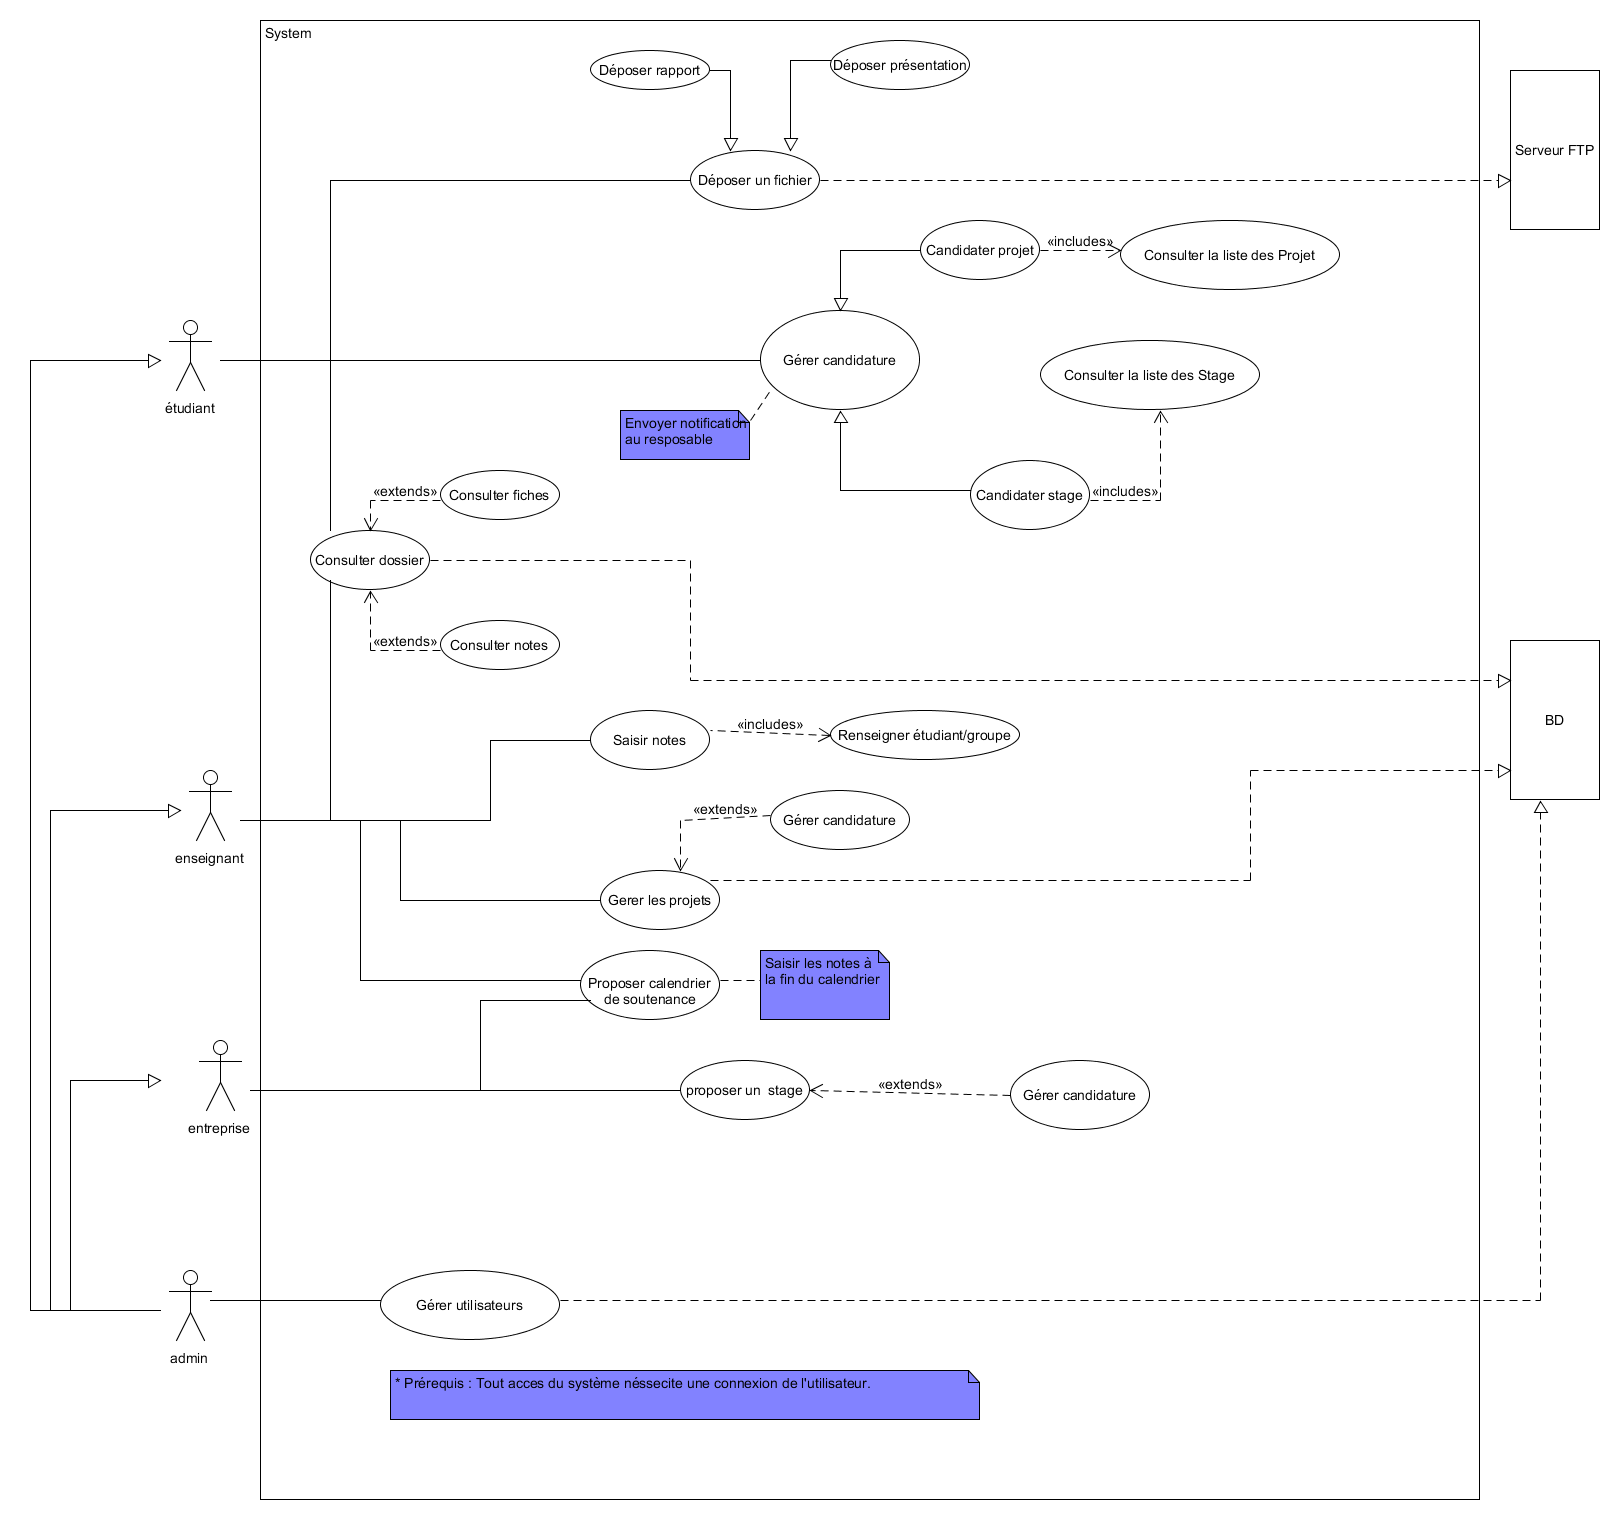 System
Déposer rapport
Déposer présentation
Serveur FTP
Déposer un fichier
Candidater projet
«includes»
Consulter la liste des Projet
étudiant
Gérer candidature
Consulter la liste des Stage
Envoyer notification
au resposable
«extends»
Consulter fiches
Candidater stage
«includes»
Consulter dossier
«extends»
Consulter notes
BD
Saisir notes
«includes»
Renseigner étudiant/groupe
enseignant
«extends»
Gérer candidature
Gerer les projets
Proposer calendrier
de soutenance
Saisir les notes à
la fin du calendrier
entreprise
proposer un  stage
«extends»
Gérer candidature
admin
Gérer utilisateurs
* Prérequis : Tout acces du système néssecite une connexion de l'utilisateur.